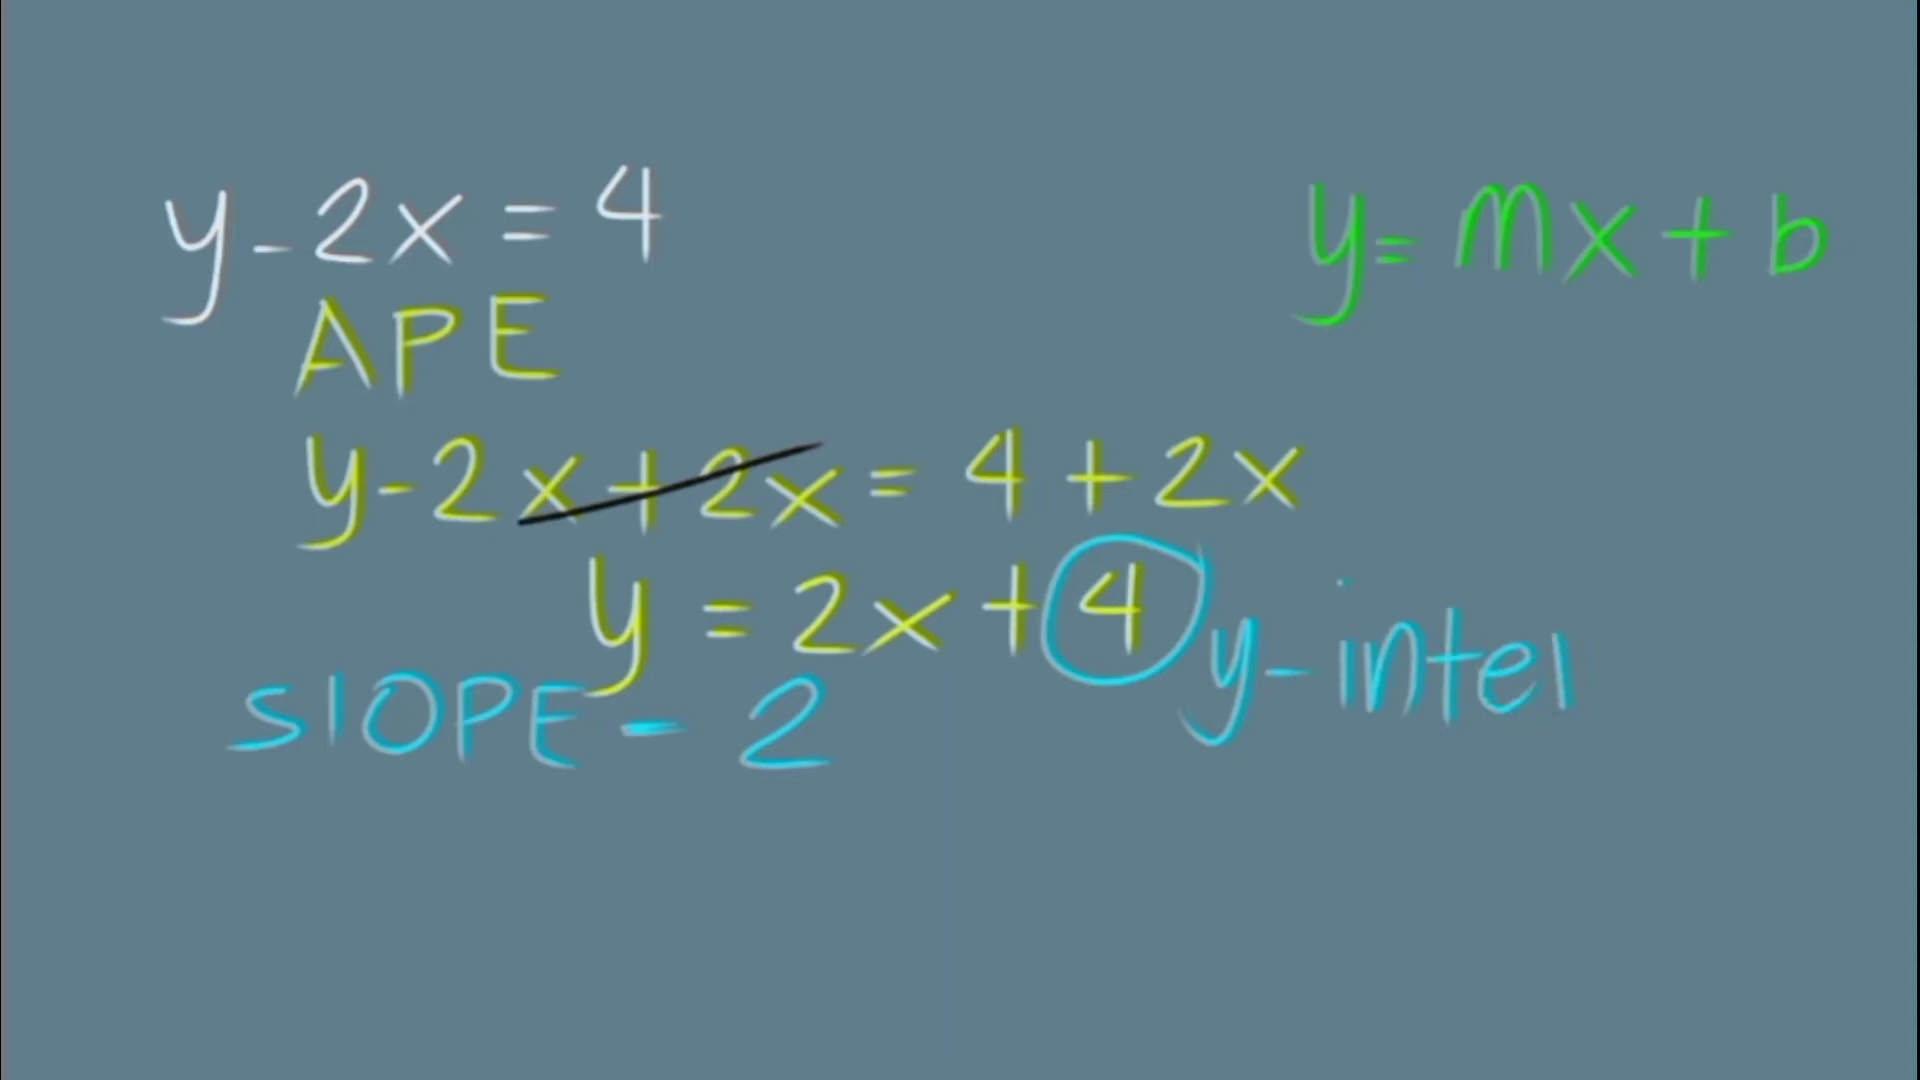 y - 2x = 4
y = mx + b
APE
y - 2x + 2x = 4 + 2x
y = 2x + 4
y - intel
SlOPE - 2